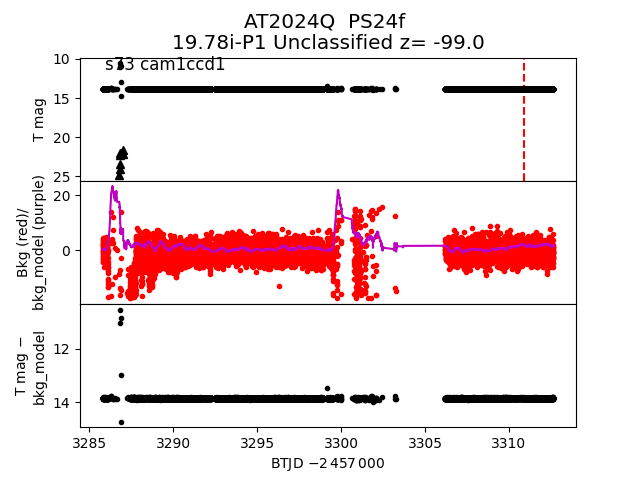 AT2024Q  PS24f
19.78i-P1 Unclassified z= -99.0
s73 cam1ccd1
10
15
20
25
T mag
20
0
Bkg (red)/
bkg_model (purple)
12
14
T mag −
bkg_model
3285
3290
3295
3300
3305
3310
BTJD −2 457 000